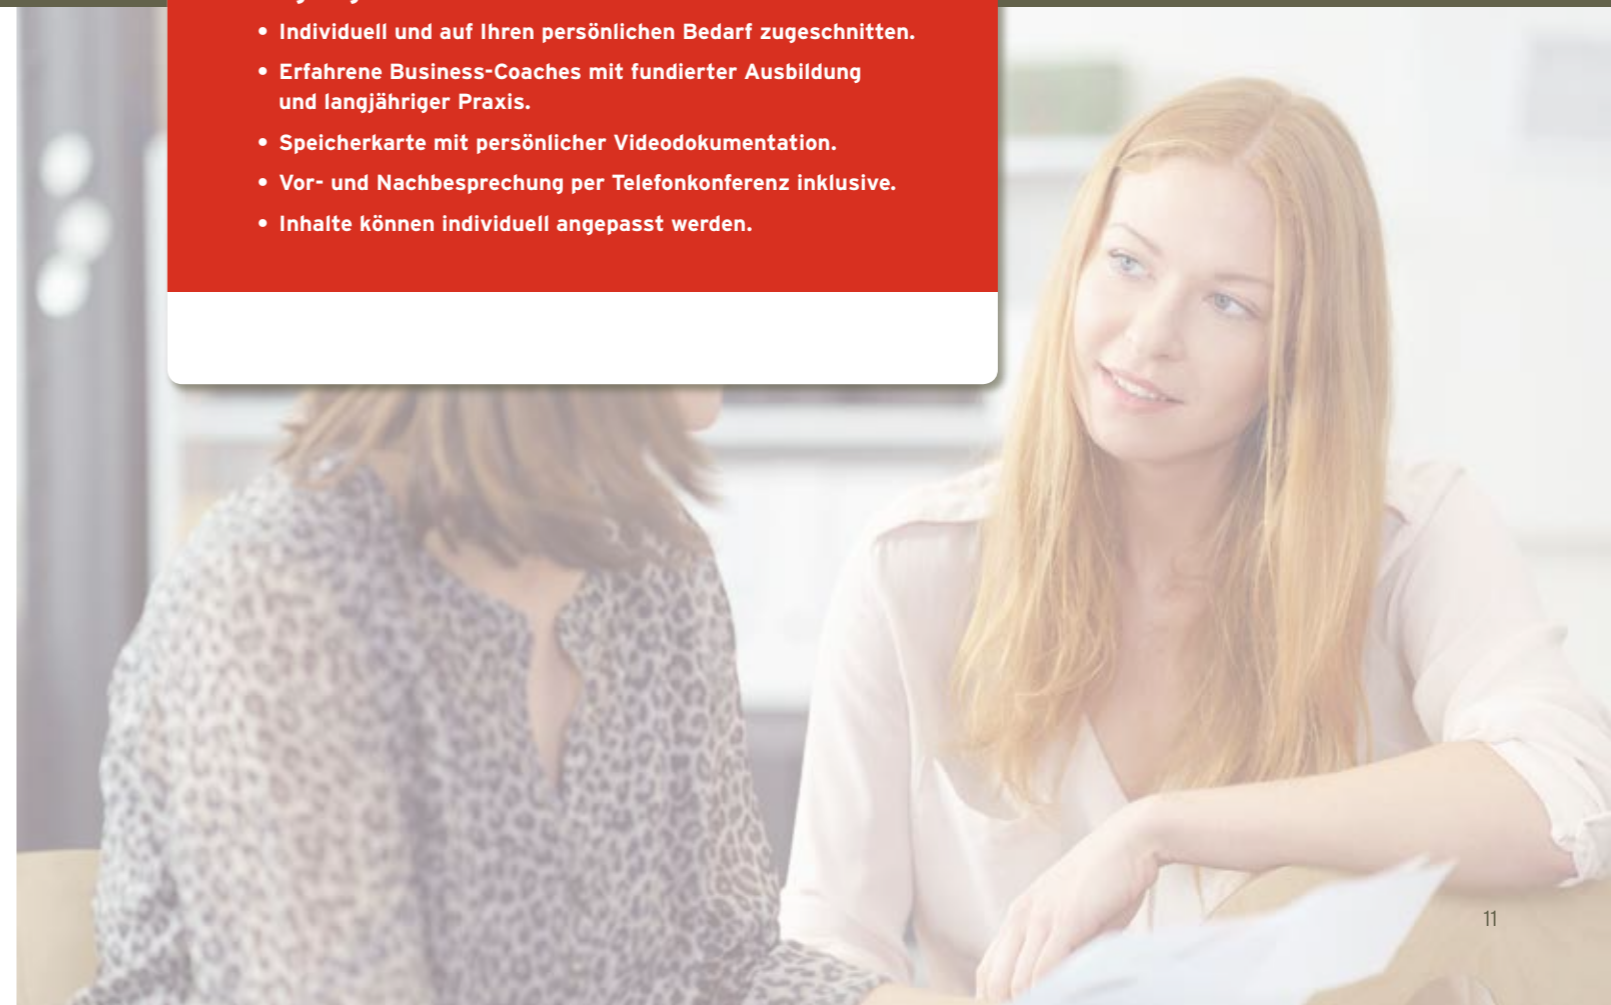 • Individuell und auf Ihren persönlichen Bedarf zugeschnitten.
• Erfahrene Business-Coaches mit fundierter Ausbildung
und langjähriger Praxis.
• Speicherkarte mit persönlicher Videodokumentation.
• Vor- und Nachbesprechung per Telefonkonferenz inklusive.
• Inhalte können individuell angepasst werden.
11